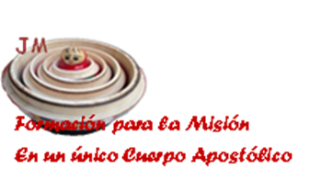 JM
Formación para la Misión
En un único Cuerpo Apostólico